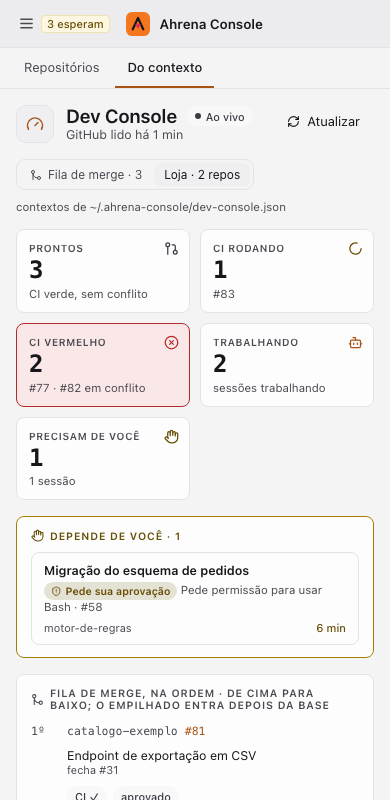 3 esperam
Ahrena Console
Repositórios
Do contexto
Dev Console
Ao vivo
GitHub lido há 1 min
Atualizar
Fila de merge · 3
Loja · 2 repos
contextos de ~/.ahrena-console/dev-console.json
PRONTOS
3
CI verde, sem conflito
CI RODANDO
1
#83
CI VERMELHO
2
#77 · #82 em conflito
TRABALHANDO
2
sessões trabalhando
PRECISAM DE VOCÊ
1
1 sessão
DEPENDE DE VOCÊ · 1
Migração do esquema de pedidos
Pede sua aprovação Pede permissão para usar
Bash · #58
motor-de-regras
6 min
FILA DE MERGE, NA ORDEM · DE CIMA PARA
BAIXO; O EMPILHADO ENTRA DEPOIS DA BASE
1º catalogo-exemplo #81
Endpoint de exportação em CSV
fecha #31
CI ✓ aprovado